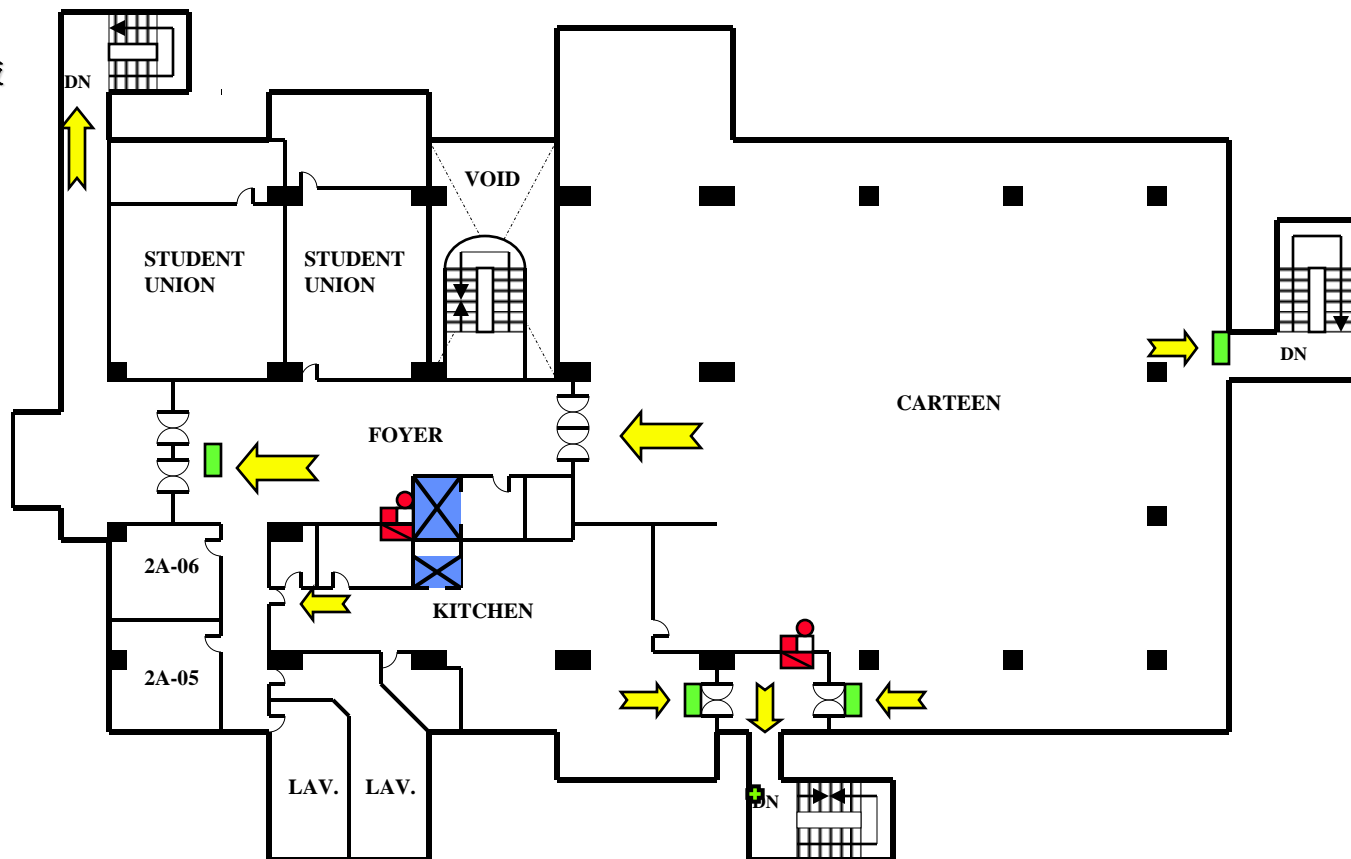 DN
VOID
STUDENT
UNION
STUDENT
UNION
DN
CARTEEN
FOYER
2A-06
KITCHEN
2A-05
LAV.
LAV.
DN